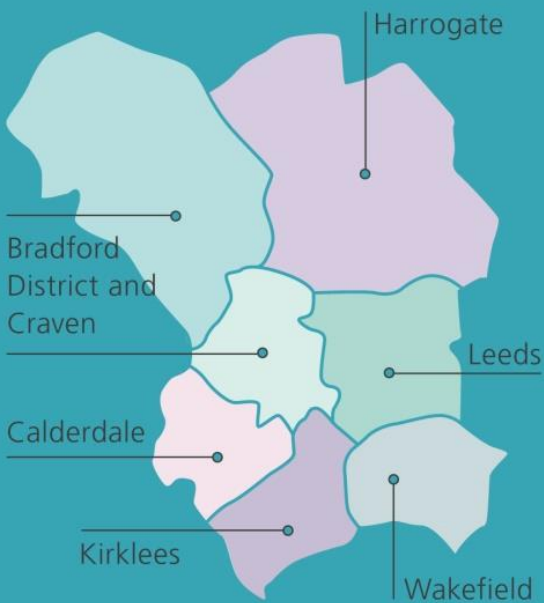 Harrogate
Bradford
District and
Craven
Leeds
Calderdale
Kirklees
Wakefield